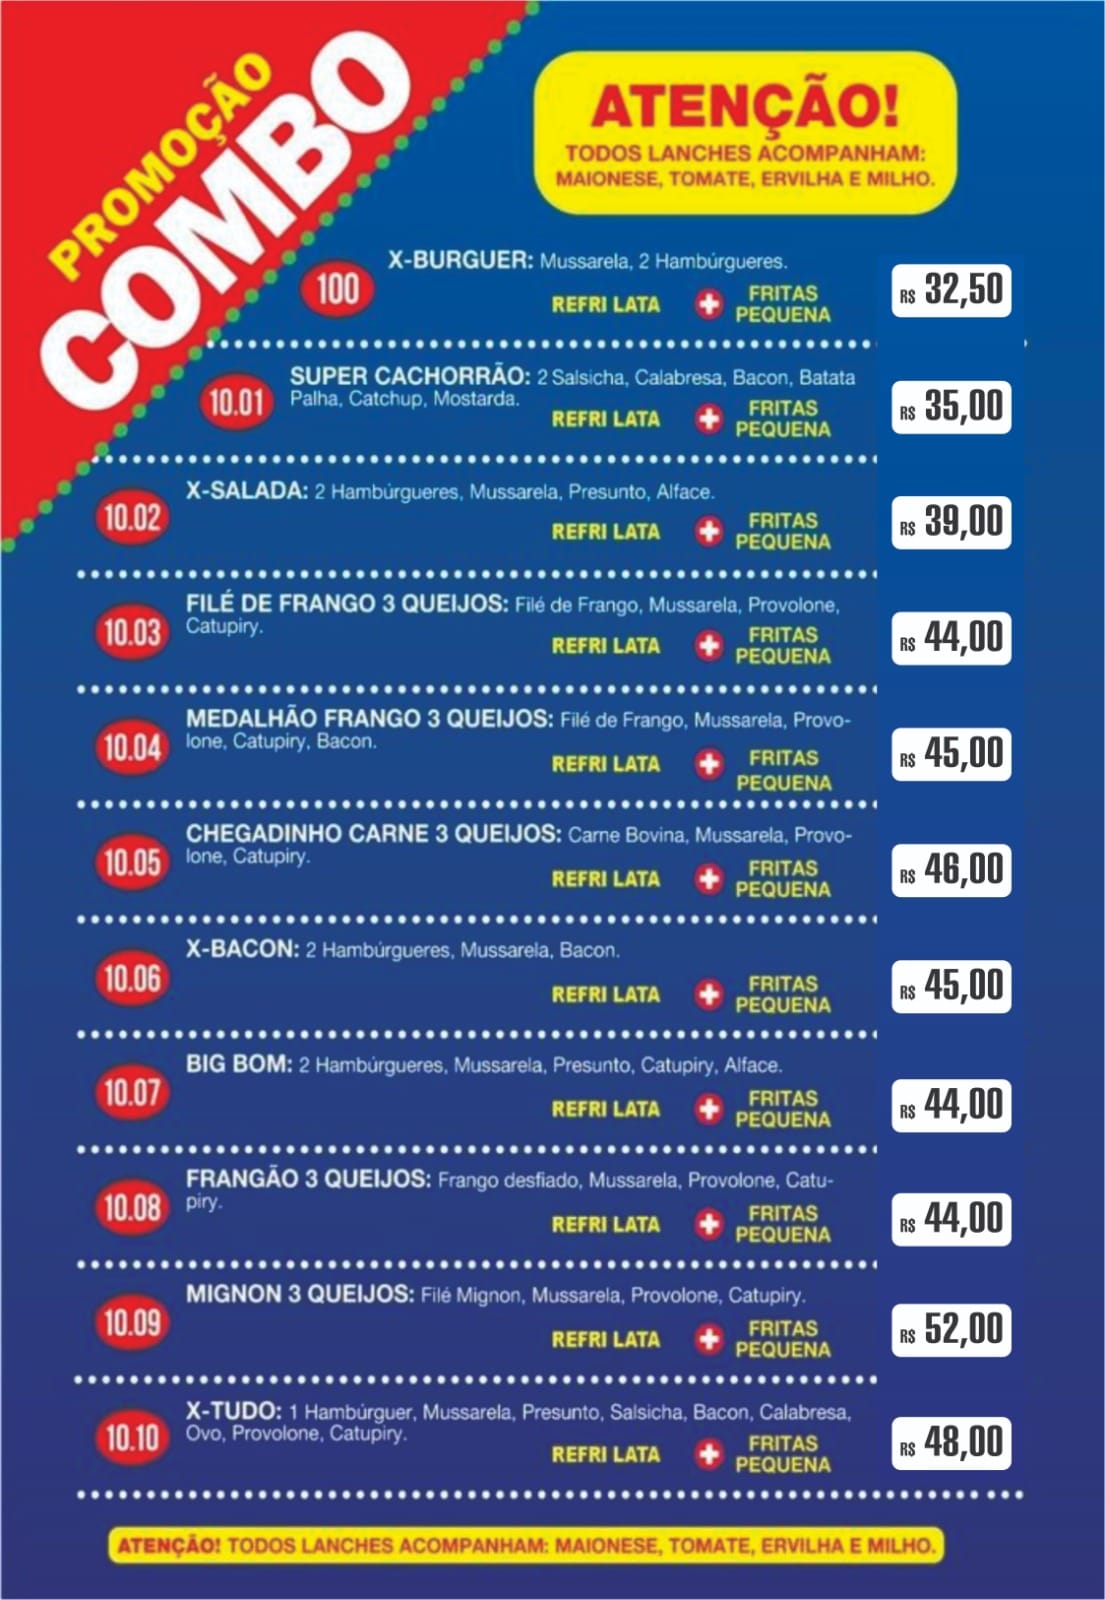 PROMOÇÃO
COMBO
ATENÇÃO!
TODOS LANCHES ACOMPANHAM:
MAIONESE, TOMATE, ERVILHA E MILHO.
100
X-BURGUER: Mussarela, 2 Hambúrgueres.
REFRI LATA + FRITAS
PEQUENA
R$ 32,50
10.01
SUPER CACHORRÃO: 2 Salsicha, Calabresa, Bacon, Batata
Palha, Catchup, Mostarda.
REFRI LATA + FRITAS
PEQUENA
R$ 35,00
10.02
X-SALADA: 2 Hambúrgueres, Mussarela, Presunto, Alface.
REFRI LATA + FRITAS
PEQUENA
R$ 39,00
10.03
FILÉ DE FRANGO 3 QUEIJOS: Filé de Frango, Mussarela, Provolone,
Catupiry.
REFRI LATA + FRITAS
PEQUENA
R$ 44,00
10.04
MEDALHÃO FRANGO 3 QUEIJOS: Filé de Frango, Mussarela, Provo-
lone, Catupiry, Bacon.
REFRI LATA + FRITAS
PEQUENA
R$ 45,00
10.05
CHEGADINHO CARNE 3 QUEIJOS: Carne Bovina, Mussarela, Provo-
lone, Catupiry.
REFRI LATA + FRITAS
PEQUENA
R$ 46,00
10.06
X-BACON: 2 Hambúrgueres, Mussarela, Bacon.
REFRI LATA + FRITAS
PEQUENA
R$ 45,00
10.07
BIG BOM: 2 Hambúrgueres, Mussarela, Presunto, Catupiry, Alface.
REFRI LATA + FRITAS
PEQUENA
R$ 44,00
10.08
FRANGÃO 3 QUEIJOS: Frango desfiado, Mussarela, Provolone, Catu-
piry.
REFRI LATA + FRITAS
PEQUENA
R$ 44,00
10.09
MIGNON 3 QUEIJOS: Filé Mignon, Mussarela, Provolone, Catupiry.
REFRI LATA + FRITAS
PEQUENA
R$ 52,00
10.10
X-TUDO: 1 Hambúrguer, Mussarela, Presunto, Salsicha, Bacon, Calabresa,
Ovo, Provolone, Catupiry.
REFRI LATA + FRITAS
PEQUENA
R$ 48,00
ATENÇÃO! TODOS LANCHES ACOMPANHAM: MAIONESE, TOMATE, ERVILHA E MILHO.